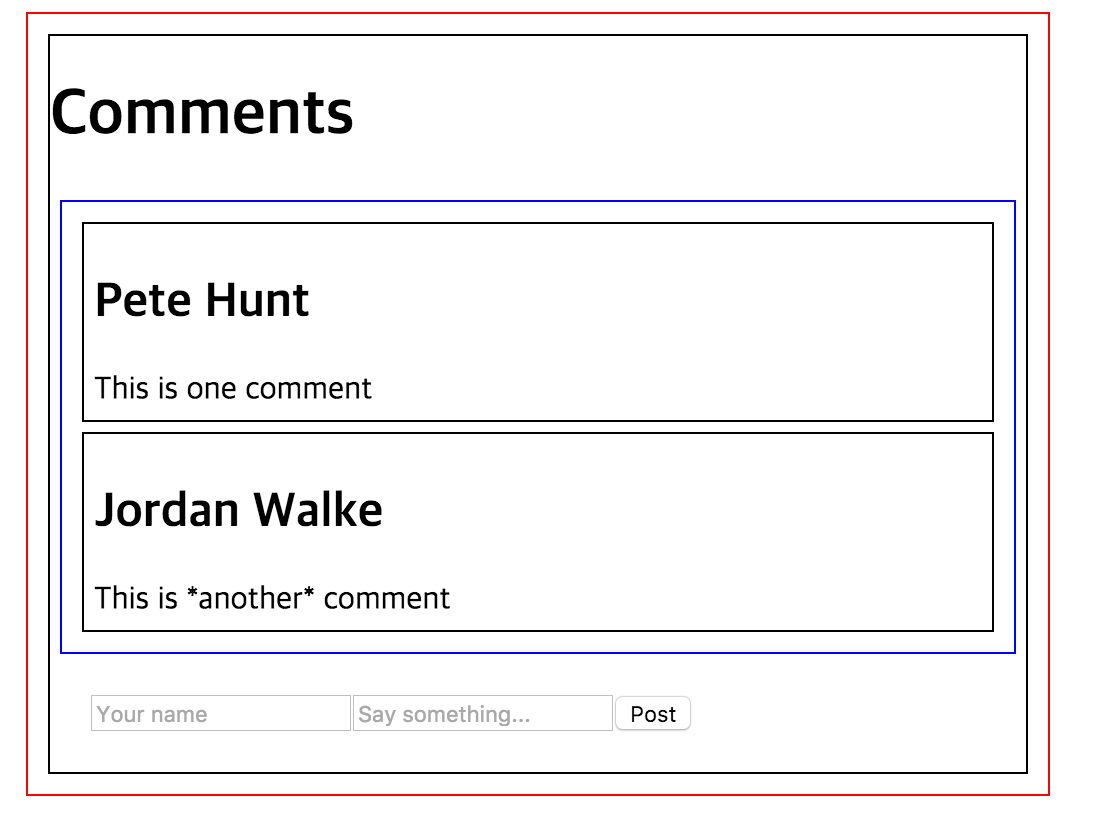 Comments
Pete Hunt
This is one comment
Jordan Walke
This is *another* comment
Your name Say something... Post